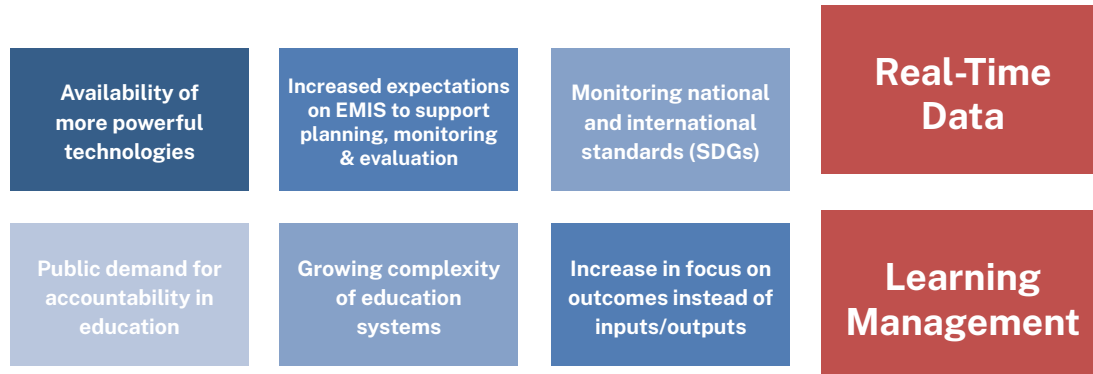 Availability of
more powerful
technologies
Increased expectations
on EMIS to support
planning, monitoring
& evaluation
Monitoring national
and international
standards (SDGs)
Real-Time
Data
Public demand for
accountability in
education
Growing complexity
of education
systems
Increase in focus on
outcomes instead of
inputs/outputs
Learning
Management